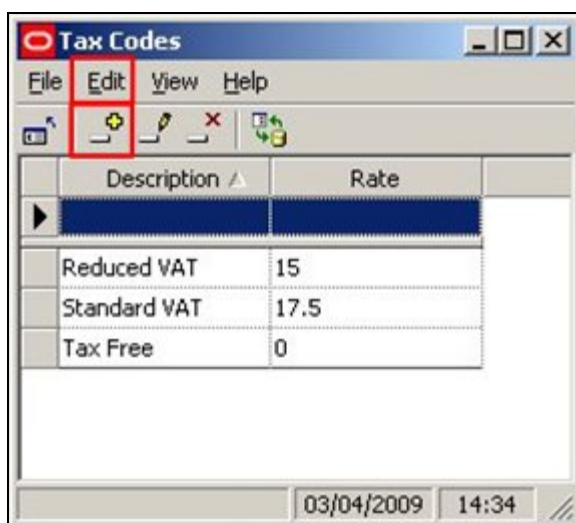 Tax Codes
File Edit View Help
Description Rate
Reduced VAT 15
Standard VAT 17.5
Tax Free 0
03/04/2009 14:34